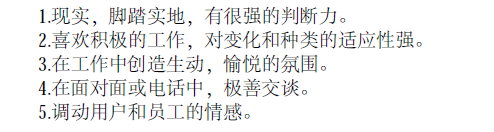 1.现实，脚踏实地，有很强的判断力。
2.喜欢积极的工作，对变化和种类的适应性强。
3.在工作中创造生动，愉悦的氛围。
4.在面对面或电话中，极善交谈。
5.调动用户和员工的情感。